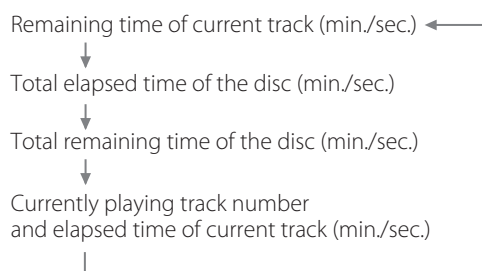 Remaining time of current track (min./sec.)
Total elapsed time of the disc (min./sec.)
Total remaining time of the disc (min./sec.)
Currently playing track number
and elapsed time of current track (min./sec.)